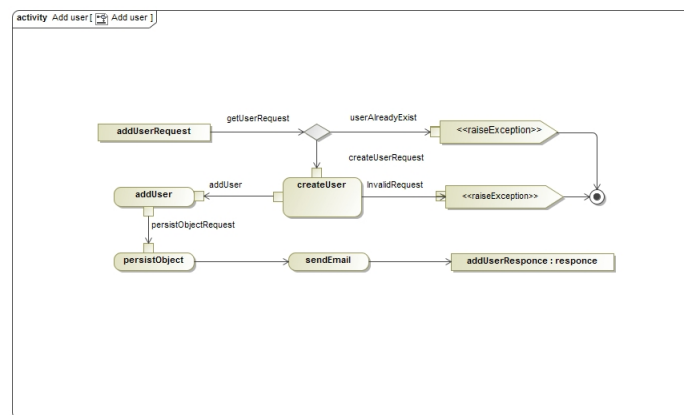 activity Add user [ Add user ]
getUserRequest
userAlreadyExist
addUserRequest
<<raiseException>>
createUserRequest
addUser
createUser
InvalidRequest
addUser
<<raiseException>>
persistObjectRequest
persistObject
sendEmail
addUserResponce : responce